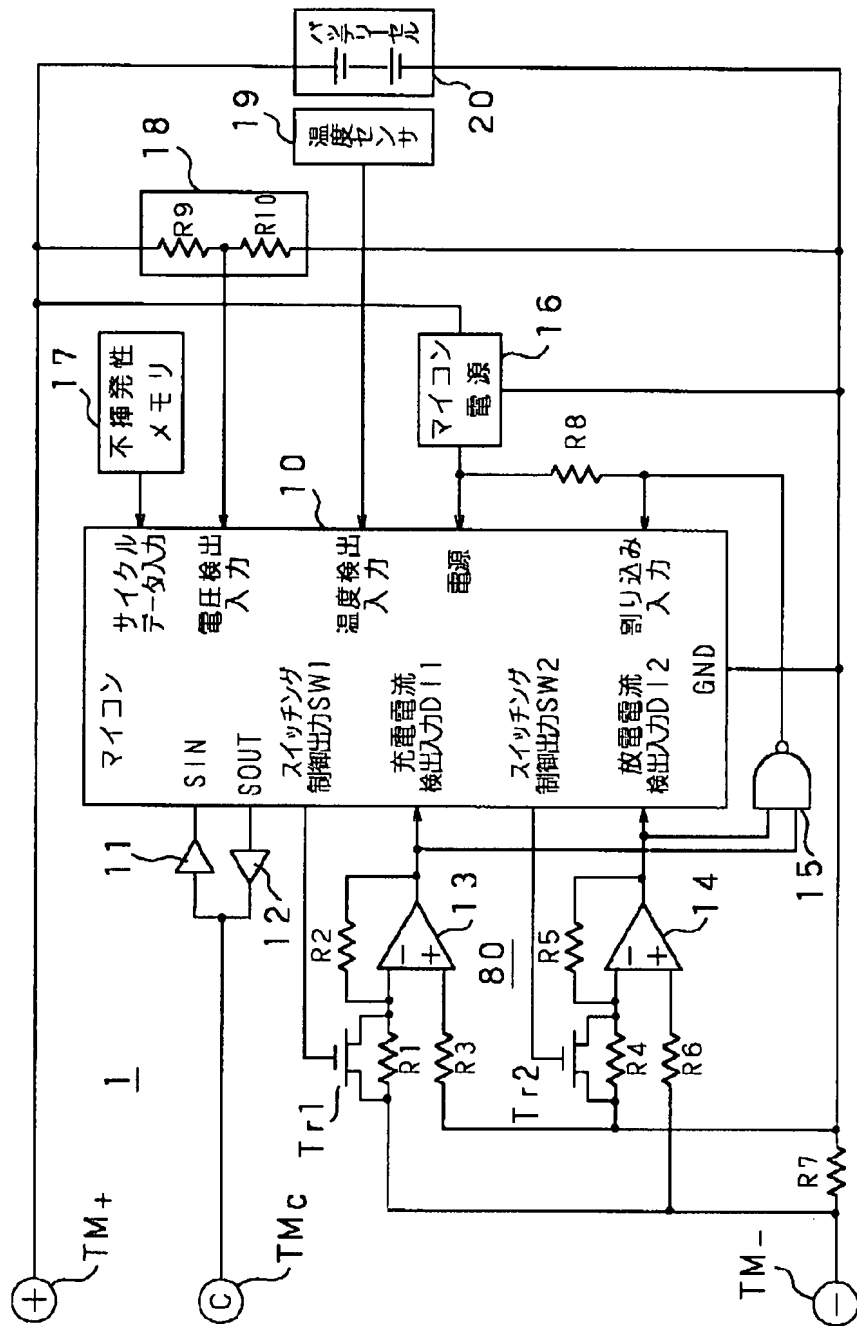 1
TM+
TMc
TM-
+
C
-
11
12
マイコン
SIN
SOUT
スイッチング
制御出力SW1
充電電流
検出入力DI1
スイッチング
制御出力SW2
放電電流
検出入力DI2
GND
サイクル
データ入力
電圧検出
入力
温度検出
入力
電源
割り込み
入力
10
17
不揮発性
メモリ
18
R9
R10
19
温度センサ
バッテリーセル
20
マイコン
電源
16
R8
15
Tr1
R1
R2
R3
-
+
13
80
Tr2
R4
R5
R6
-
+
14
R7